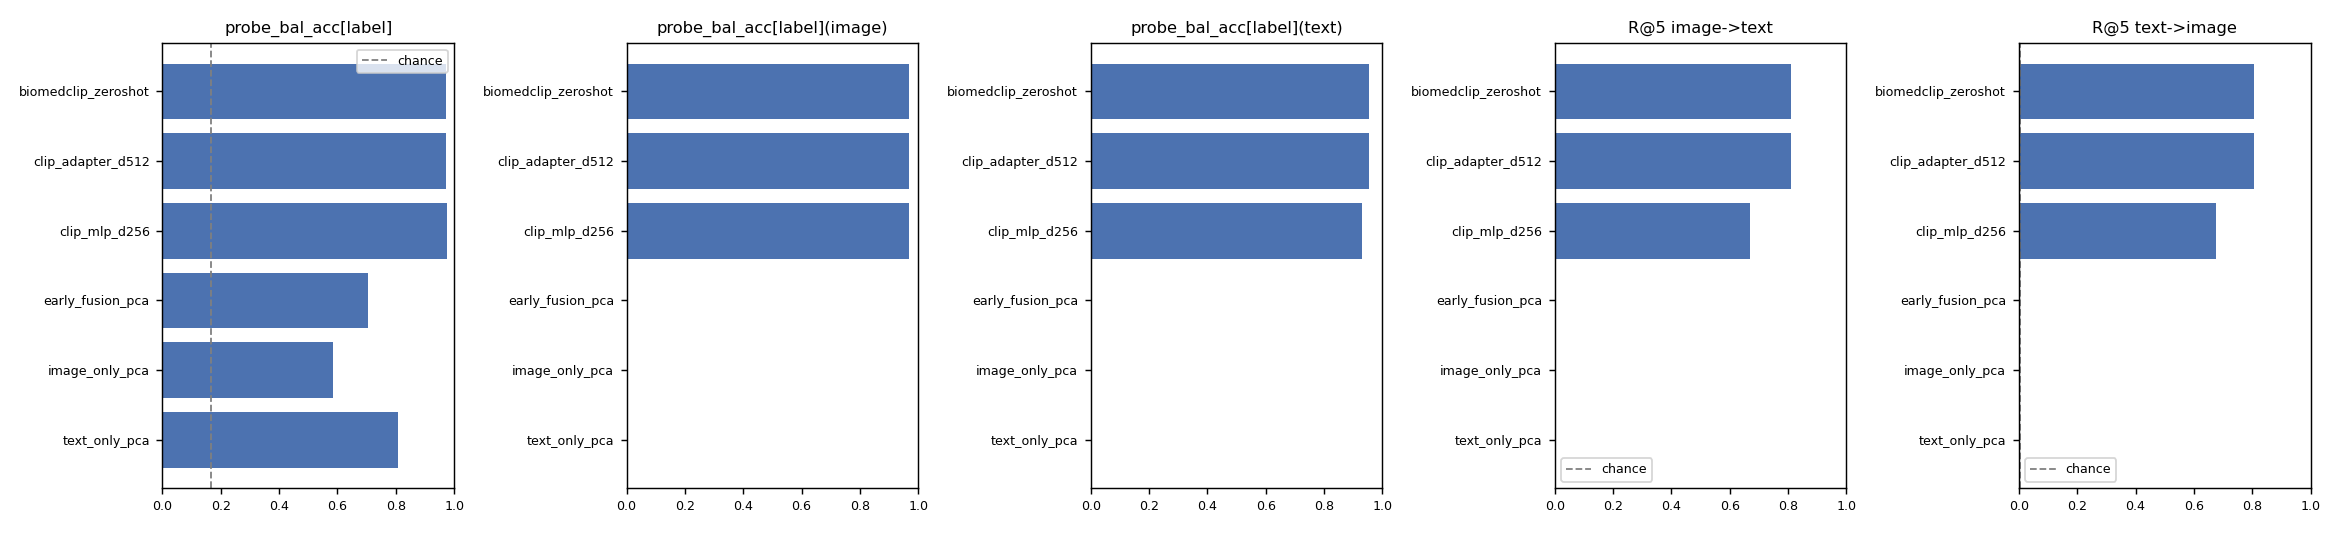 probe_bal_acc[label]
chance
biomedclip_zeroshot
clip_adapter_d512
clip_mlp_d256
early_fusion_pca
image_only_pca
text_only_pca
0.0 0.2 0.4 0.6 0.8 1.0
probe_bal_acc[label](image)
biomedclip_zeroshot
clip_adapter_d512
clip_mlp_d256
early_fusion_pca
image_only_pca
text_only_pca
0.0 0.2 0.4 0.6 0.8 1.0
probe_bal_acc[label](text)
biomedclip_zeroshot
clip_adapter_d512
clip_mlp_d256
early_fusion_pca
image_only_pca
text_only_pca
0.0 0.2 0.4 0.6 0.8 1.0
R@5 image->text
biomedclip_zeroshot
clip_adapter_d512
clip_mlp_d256
early_fusion_pca
image_only_pca
text_only_pca
chance
0.0 0.2 0.4 0.6 0.8 1.0
R@5 text->image
biomedclip_zeroshot
clip_adapter_d512
clip_mlp_d256
early_fusion_pca
image_only_pca
text_only_pca
chance
0.0 0.2 0.4 0.6 0.8 1.0